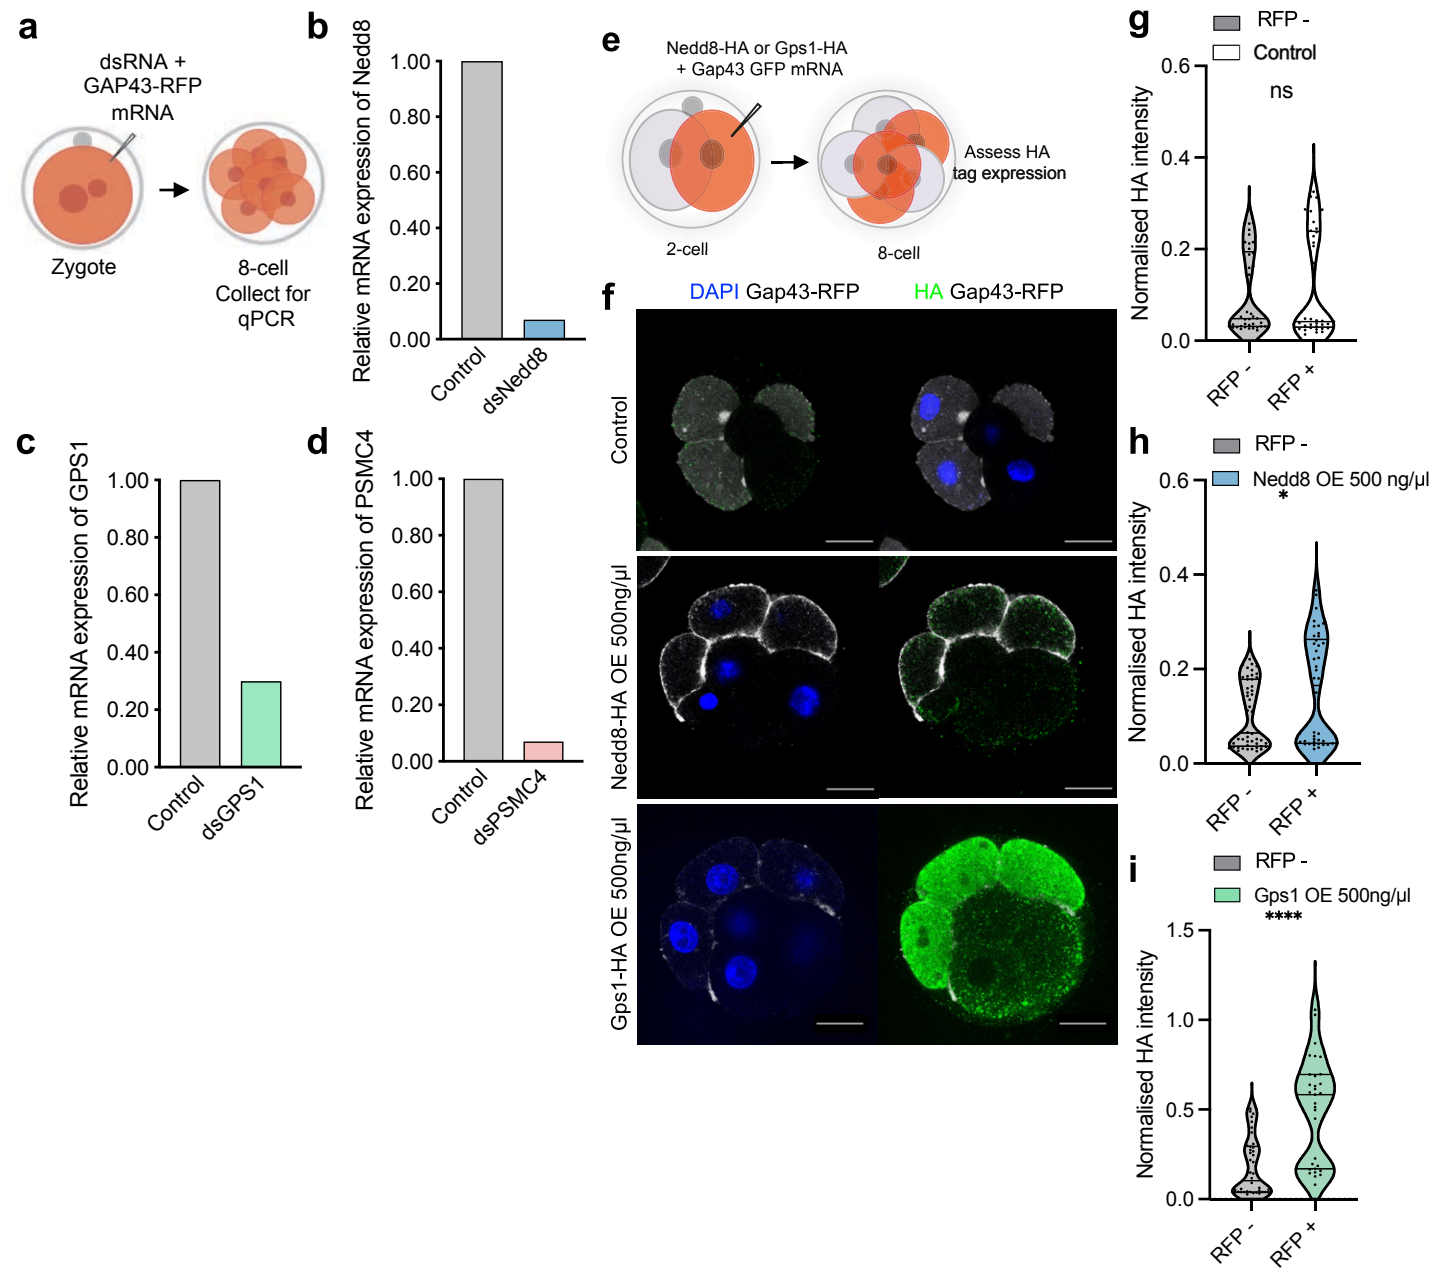 a
dsRNA +
GAP43-RFP
mRNA
Zygote
8-cell
Collect for
qPCR
b
Relative mRNA expression of Nedd8
1.00
0.80
0.60
0.40
0.20
0.00
Control
dsNedd8
c
Relative mRNA expression of GPS1
1.00
0.80
0.60
0.40
0.20
0.00
Control
dsGPS1
d
Relative mRNA expression of PSMC4
1.00
0.80
0.60
0.40
0.20
0.00
Control
dsPSMC4
e
Nedd8-HA or Gps1-HA
+ Gap43 GFP mRNA
2-cell
8-cell
Assess HA
tag expression
f
DAPI Gap43-RFP
HA Gap43-RFP
Control
Nedd8-HA OE 500ng/µl
Gps1-HA OE 500ng/µl
g
RFP -
Control
ns
Normalised HA intensity
0.6
0.4
0.2
0.0
RFP -
RFP +
h
RFP -
Nedd8 OE 500 ng/µl
*
Normalised HA intensity
0.6
0.4
0.2
0.0
RFP -
RFP +
i
RFP -
Gps1 OE 500ng/µl
****
Normalised HA intensity
1.5
1.0
0.5
0.0
RFP -
RFP +